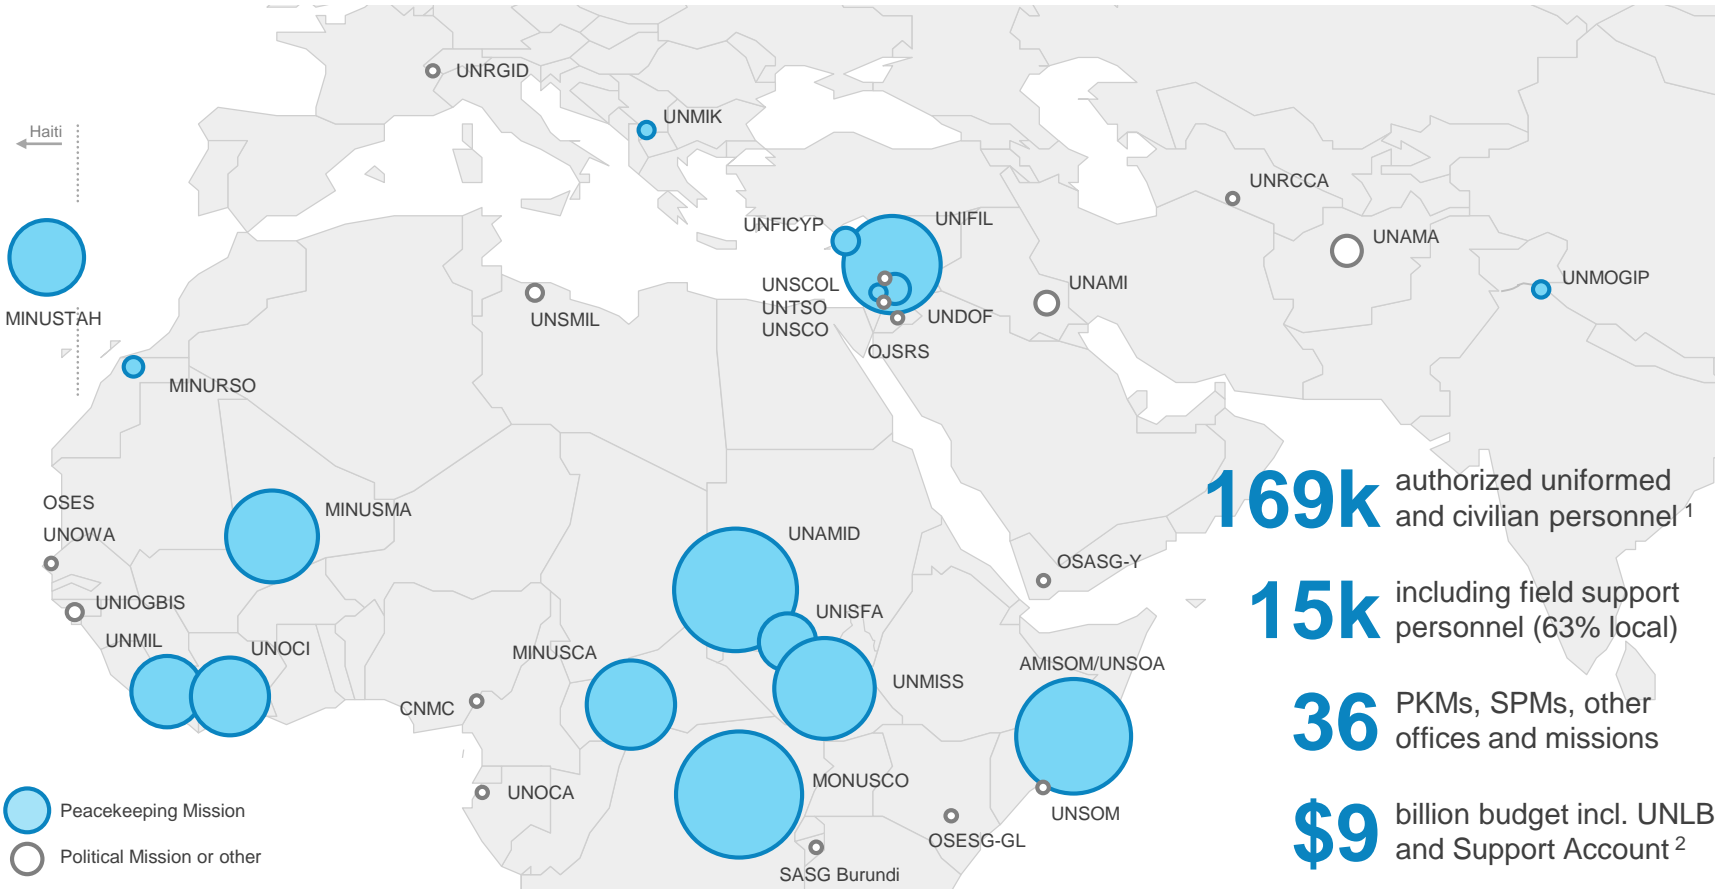 UNRGID
UNMIK
Haiti
UNRCCA
UNFICYP
UNIFIL
UNAMA
UNSCOL
UNAMI
UNMOGIP
MINUSTAH
UNSMIL
UNTSO
UNDOF
UNSCO
OJSRS
MINURSO
169k authorized uniformed
and civilian personnel 1
OSES
MINUSMA
UNOWA
UNAMID
OSASG-Y
15k including field support
personnel (63% local)
UNIOGBIS
UNISFA
UNMIL
UNOCI
MINUSCA
AMISOM/UNSOA
UNMISS
CNMC
36 PKMs, SPMs, other
offices and missions
MONUSCO
UNOCA
Peacekeeping Mission
UNSOM
$9 billion budget incl. UNLB
and Support Account 2
OSESG-GL
Political Mission or other
SASG Burundi